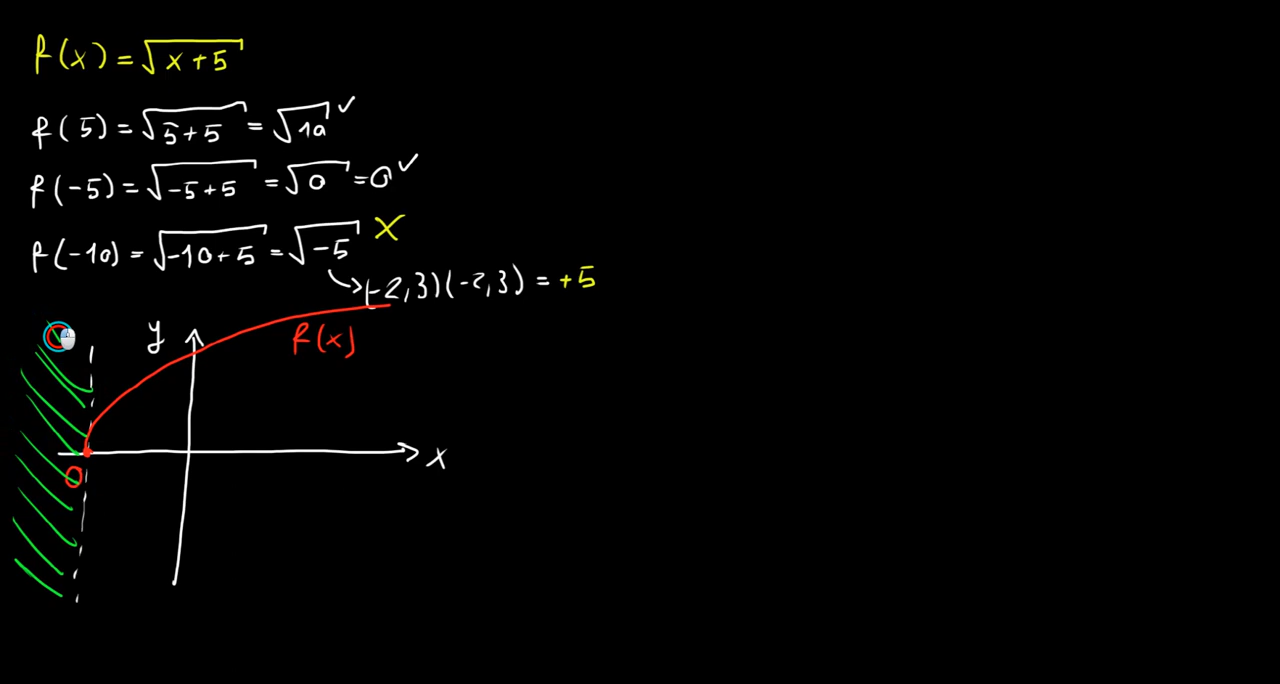 f(x) = √x+5
f(5) = √5+5 = √10 ✓
f(-5) = √-5+5 = √0 = 0 ✓
f(-10) = √-10+5 = √-5 X
(-2,3)(-2,3) = +5
y
f(x)
x
0